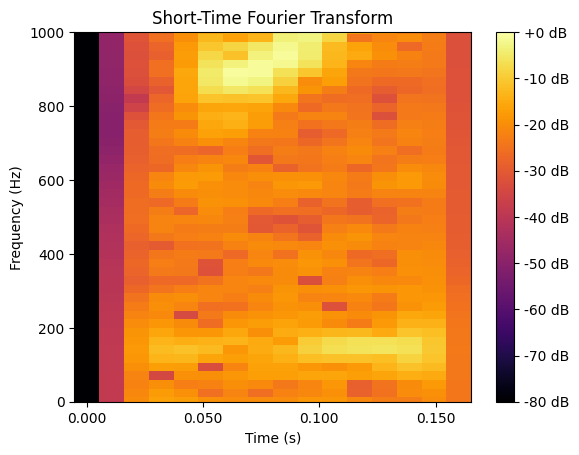 Short-Time Fourier Transform
Frequency (Hz)
1000
800
600
400
200
0
0.000
0.050
0.100
0.150
Time (s)
+0 dB
-10 dB
-20 dB
-30 dB
-40 dB
-50 dB
-60 dB
-70 dB
-80 dB